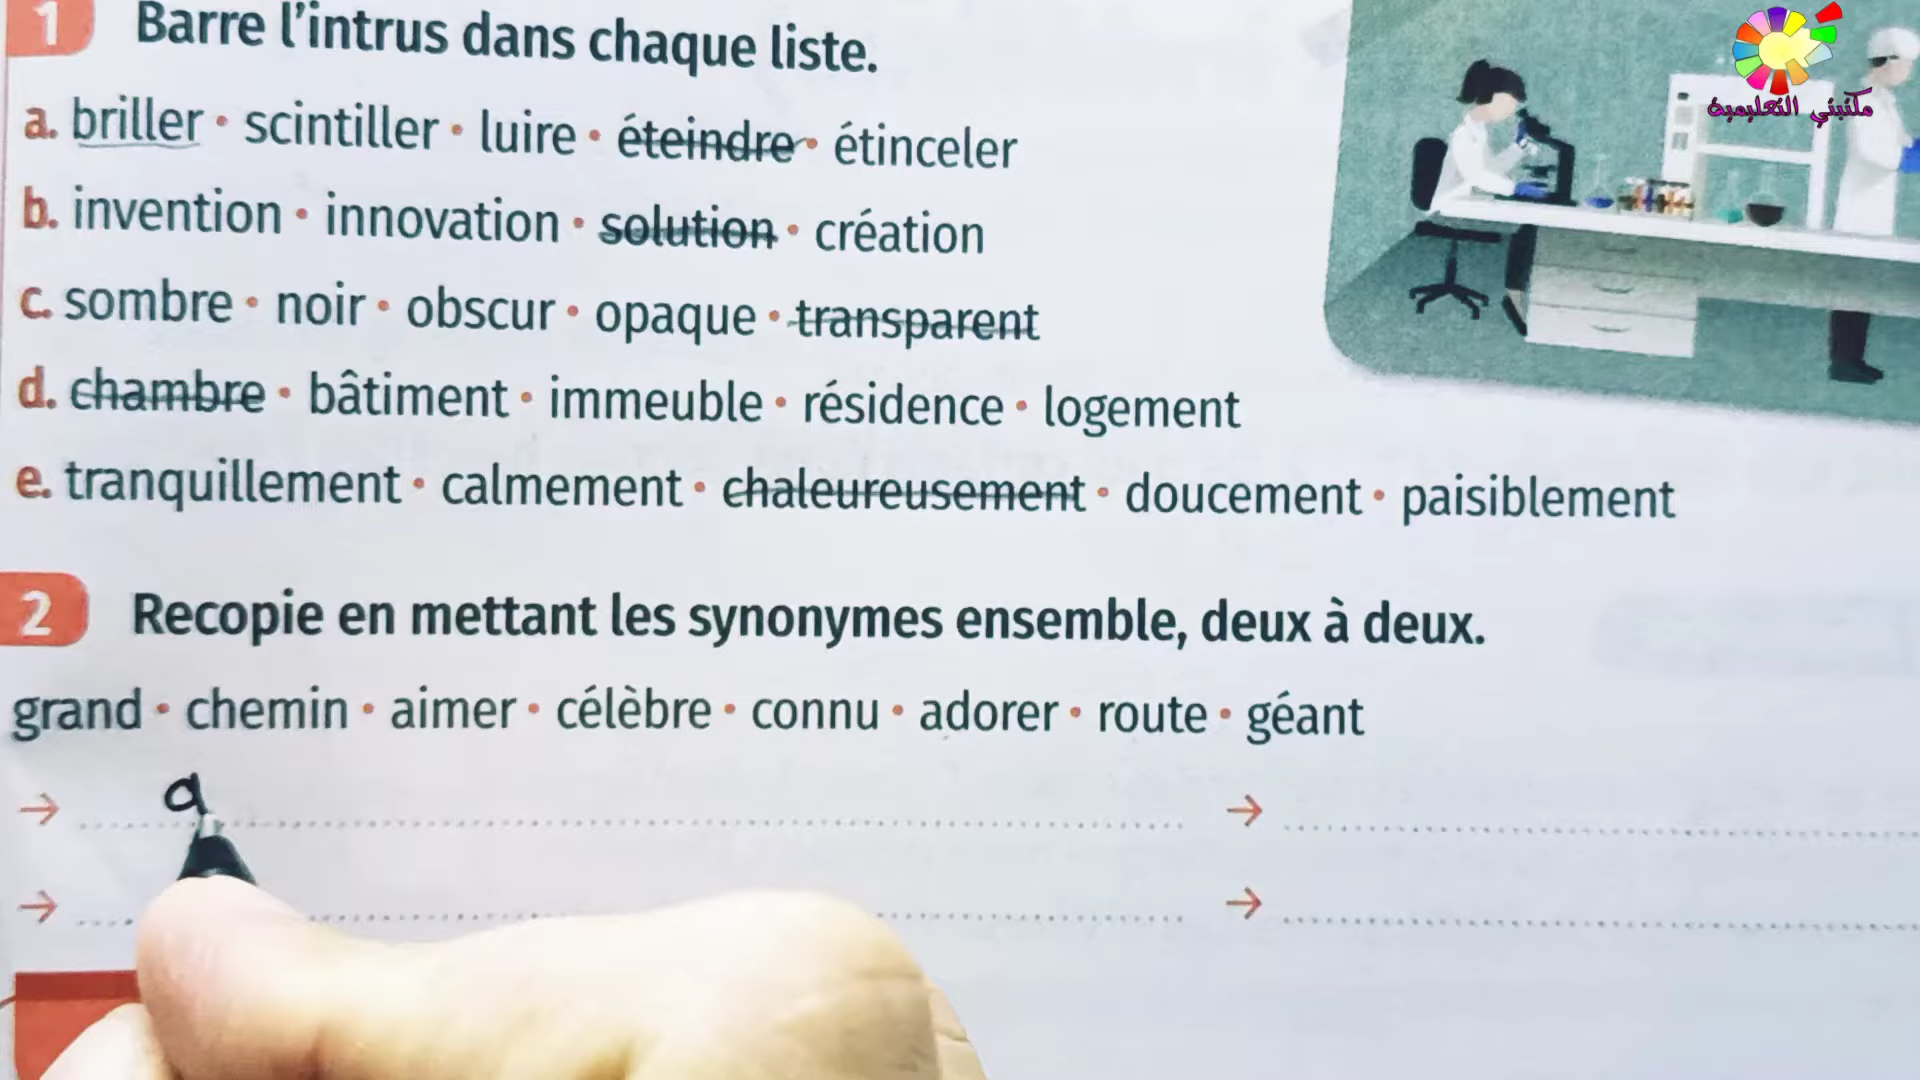 1 Barre l'intrus dans chaque liste.
a. briller • scintiller • luire • éteindre • étinceler
b. invention • innovation • solution • création
c. sombre • noir • obscur • opaque • transparent
d. chambre • bâtiment • immeuble • résidence • logement
e. tranquillement • calmement • chaleureusement • doucement • paisiblement
2 Recopie en mettant les synonymes ensemble, deux à deux.
grand • chemin • aimer • célèbre • connu • adorer • route • géant
→ a
→
→
→
مكتبتي التعليمية